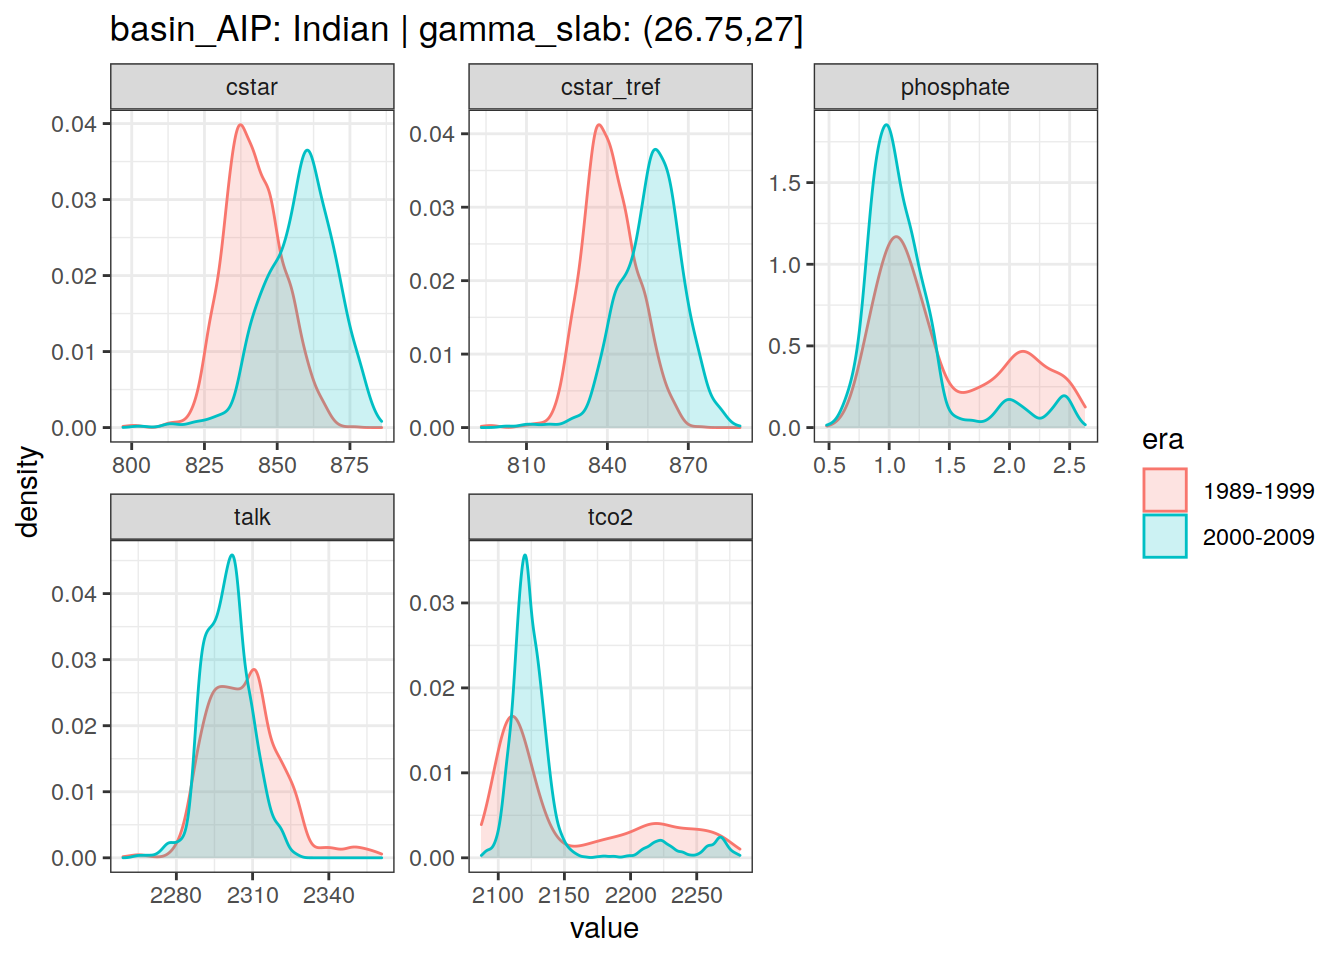 basin_AIP: Indian | gamma_slab: (26.75,27]
cstar
cstar_tref
phosphate
0.04
0.03
0.02
0.01
0.00
800 825 850 875
0.04
0.03
0.02
0.01
0.00
810 840 870
1.5
1.0
0.5
0.0
0.5 1.0 1.5 2.0 2.5
talk
tco2
0.04
0.03
0.02
0.01
0.00
2280 2310 2340
0.03
0.02
0.01
0.00
2100 2150 2200 2250
density
value
era
1989-1999
2000-2009